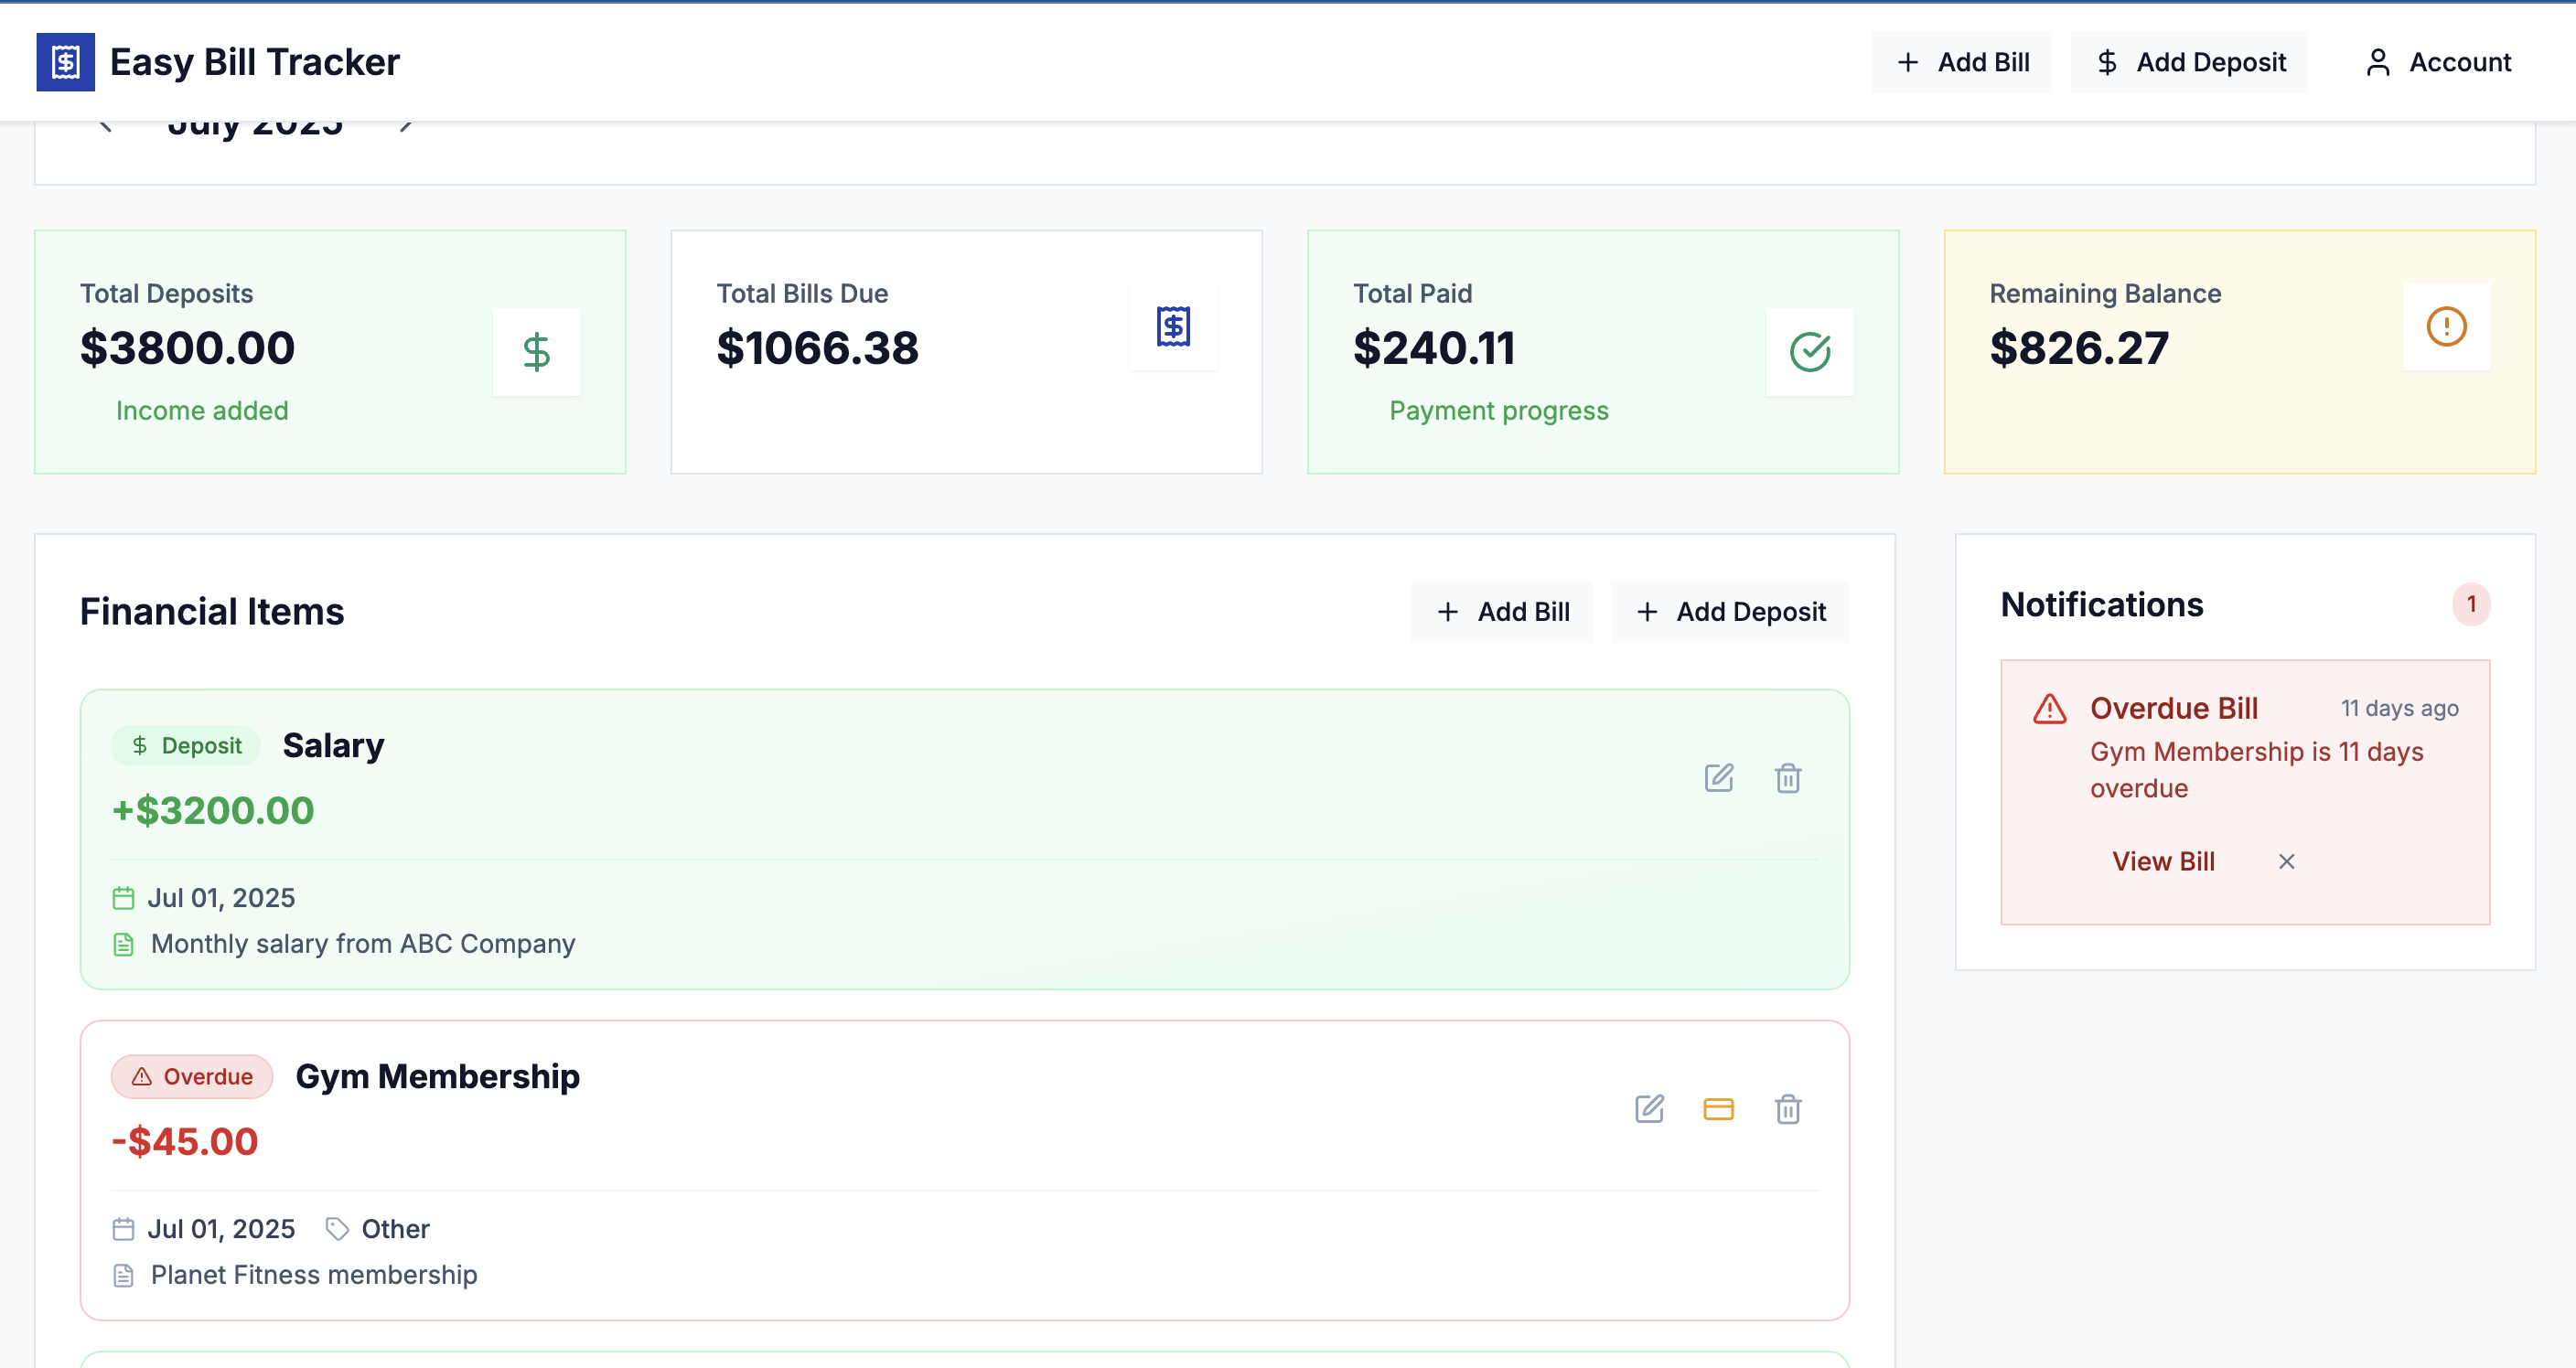 Easy Bill Tracker
Add Bill
Add Deposit
Account
July 2025
Total Deposits
$3800.00
Income added
Total Bills Due
$1066.38
Total Paid
$240.11
Payment progress
Remaining Balance
$826.27
Financial Items
Add Bill
Add Deposit
Deposit Salary
+$3200.00
Jul 01, 2025
Monthly salary from ABC Company
Overdue Gym Membership
-$45.00
Jul 01, 2025 Other
Planet Fitness membership
Notifications 1
Overdue Bill 11 days ago
Gym Membership is 11 days
overdue
View Bill